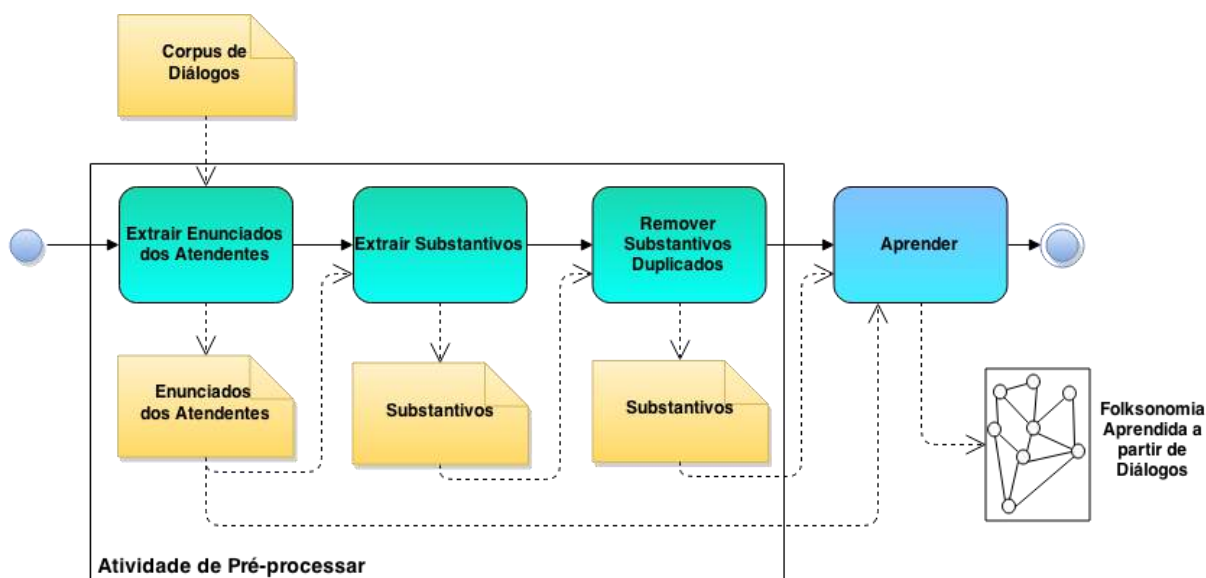 Corpus de
Diálogos
Extrair Enunciados
dos Atendentes
Extrair Substantivos
Remover
Substantivos
Duplicados
Aprender
Enunciados
dos Atendentes
Substantivos
Substantivos
Folksonomia
Aprendida a
partir de
Diálogos
Atividade de Pré-processar